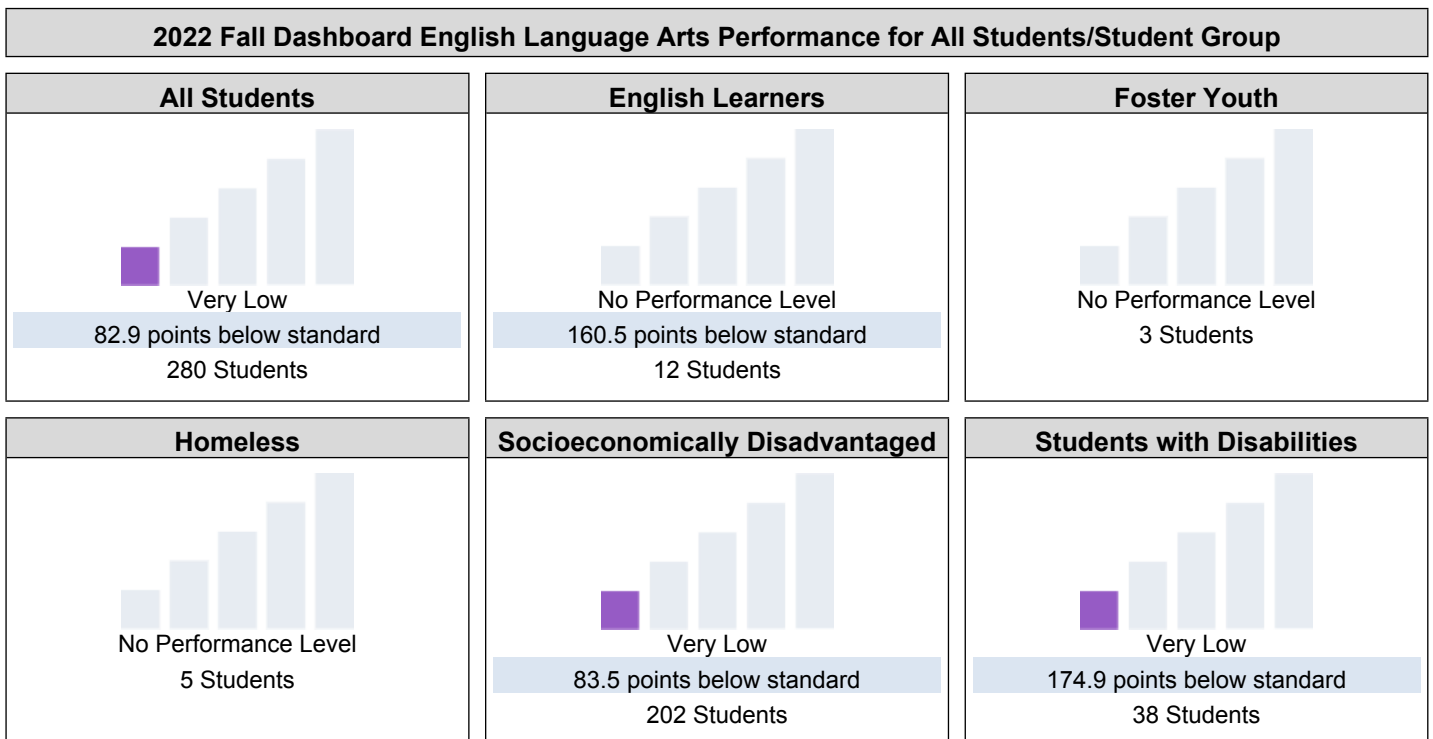 2022 Fall Dashboard English Language Arts Performance for All Students/Student Group
All Students
Very Low
82.9 points below standard
280 Students
English Learners
No Performance Level
160.5 points below standard
12 Students
Foster Youth
No Performance Level
3 Students
Homeless
No Performance Level
5 Students
Socioeconomically Disadvantaged
Very Low
83.5 points below standard
202 Students
Students with Disabilities
Very Low
174.9 points below standard
38 Students